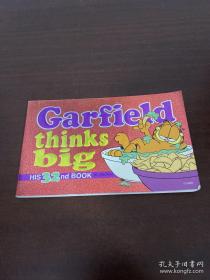 Garfield
thinks
big
HIS 32nd BOOK
孔夫子旧书网